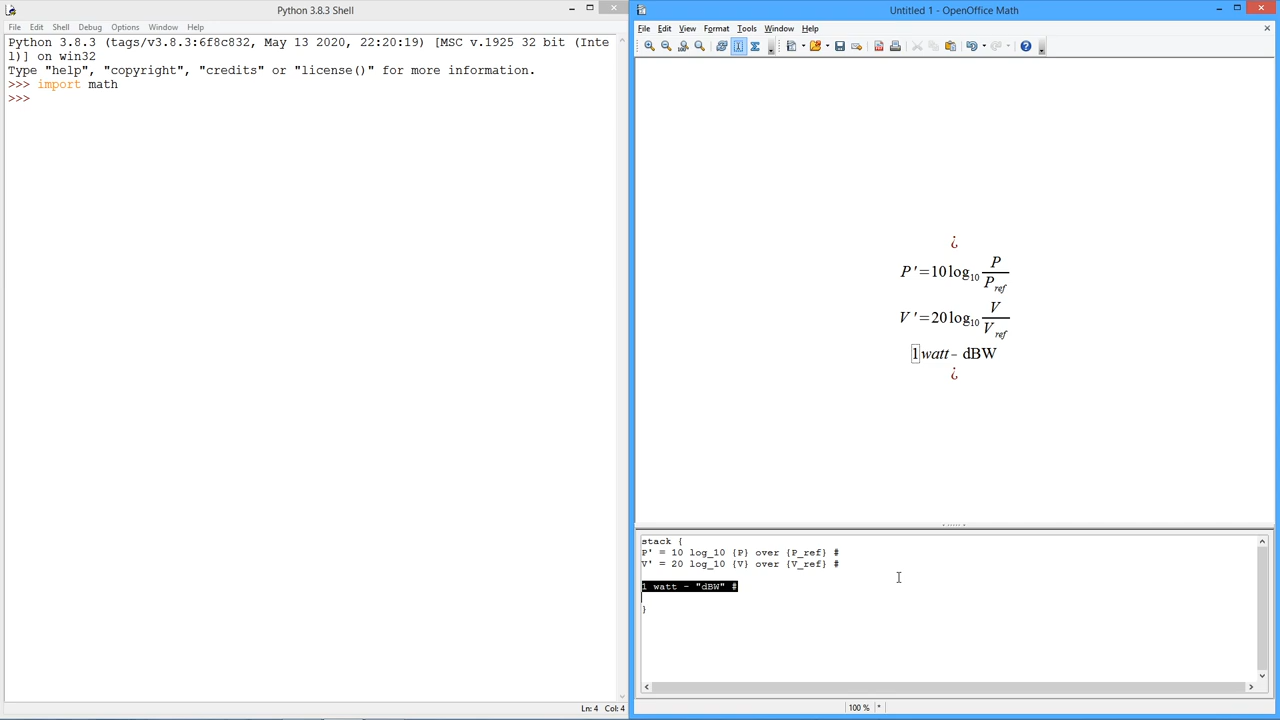 Python 3.8.3 Shell
File Edit Shell Debug Options Window Help
Python 3.8.3 (tags/v3.8.3:6f8c832, May 13 2020, 22:20:19) [MSC v.1925 32 bit (Inte
l)] on win32
Type "help", "copyright", "credits" or "license()" for more information.
>>> import math
>>>
Ln: 4 Col: 4
Untitled 1 - OpenOffice Math
File Edit View Format Tools Window Help
¿
P'=10 log₁₀ P/P_ref
V'=20 log₁₀ V/V_ref
1 watt – dBW
¿
stack {
P' = 10 log_10 {P} over {P_ref} #
V' = 20 log_10 {V} over {V_ref} #
1 watt - "dBW" #
}
100 % *